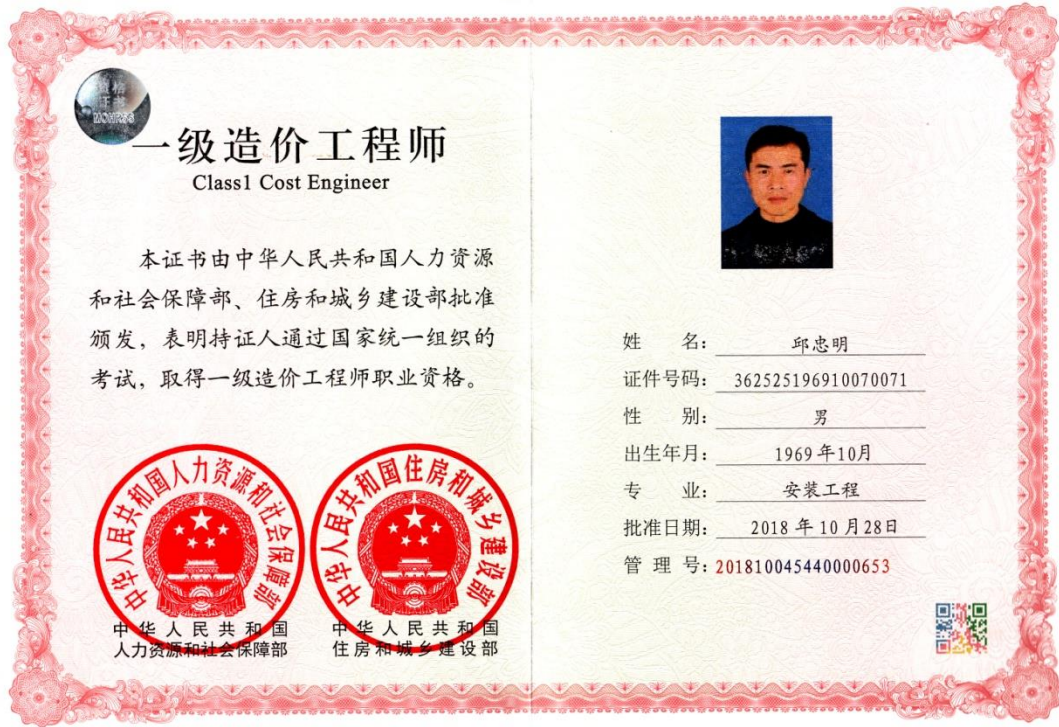 资格
证书
MOHRSS
一级造价工程师
Class1 Cost Engineer
本证书由中华人民共和国人力资源
和社会保障部、住房和城乡建设部批准
颁发，表明持证人通过国家统一组织的
考试，取得一级造价工程师职业资格。
中华人民共和国人力资源和社会保障部
中华人民共和国住房和城乡建设部
中华人民共和国
人力资源和社会保障部
中华人民共和国
住房和城乡建设部
姓 名：邱忠明
证件号码：362525196910070071
性 别：男
出生年月：1969年10月
专 业：安装工程
批准日期：2018年10月28日
管 理 号：201810045440000653